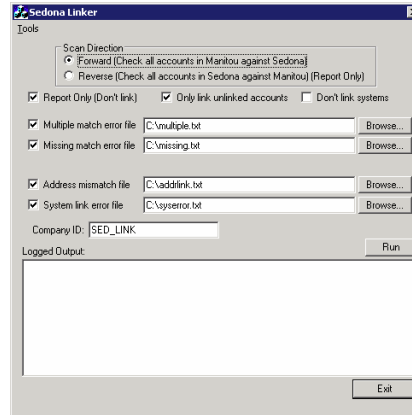 Sedona Linker
Tools
Scan Direction
Forward (Check all accounts in Manitou against Sedona)
Reverse (Check all accounts in Sedona against Manitou) (Report Only)
Report Only (Don't link) Only link unlinked accounts Don't link systems
Multiple match error file C:\multiple.txt Browse...
Missing match error file C:\missing.txt Browse...
Address mismatch file C:\addrlink.txt Browse...
System link error file C:\syserror.txt Browse...
Company ID: SED_LINK
Run
Logged Output:
Exit